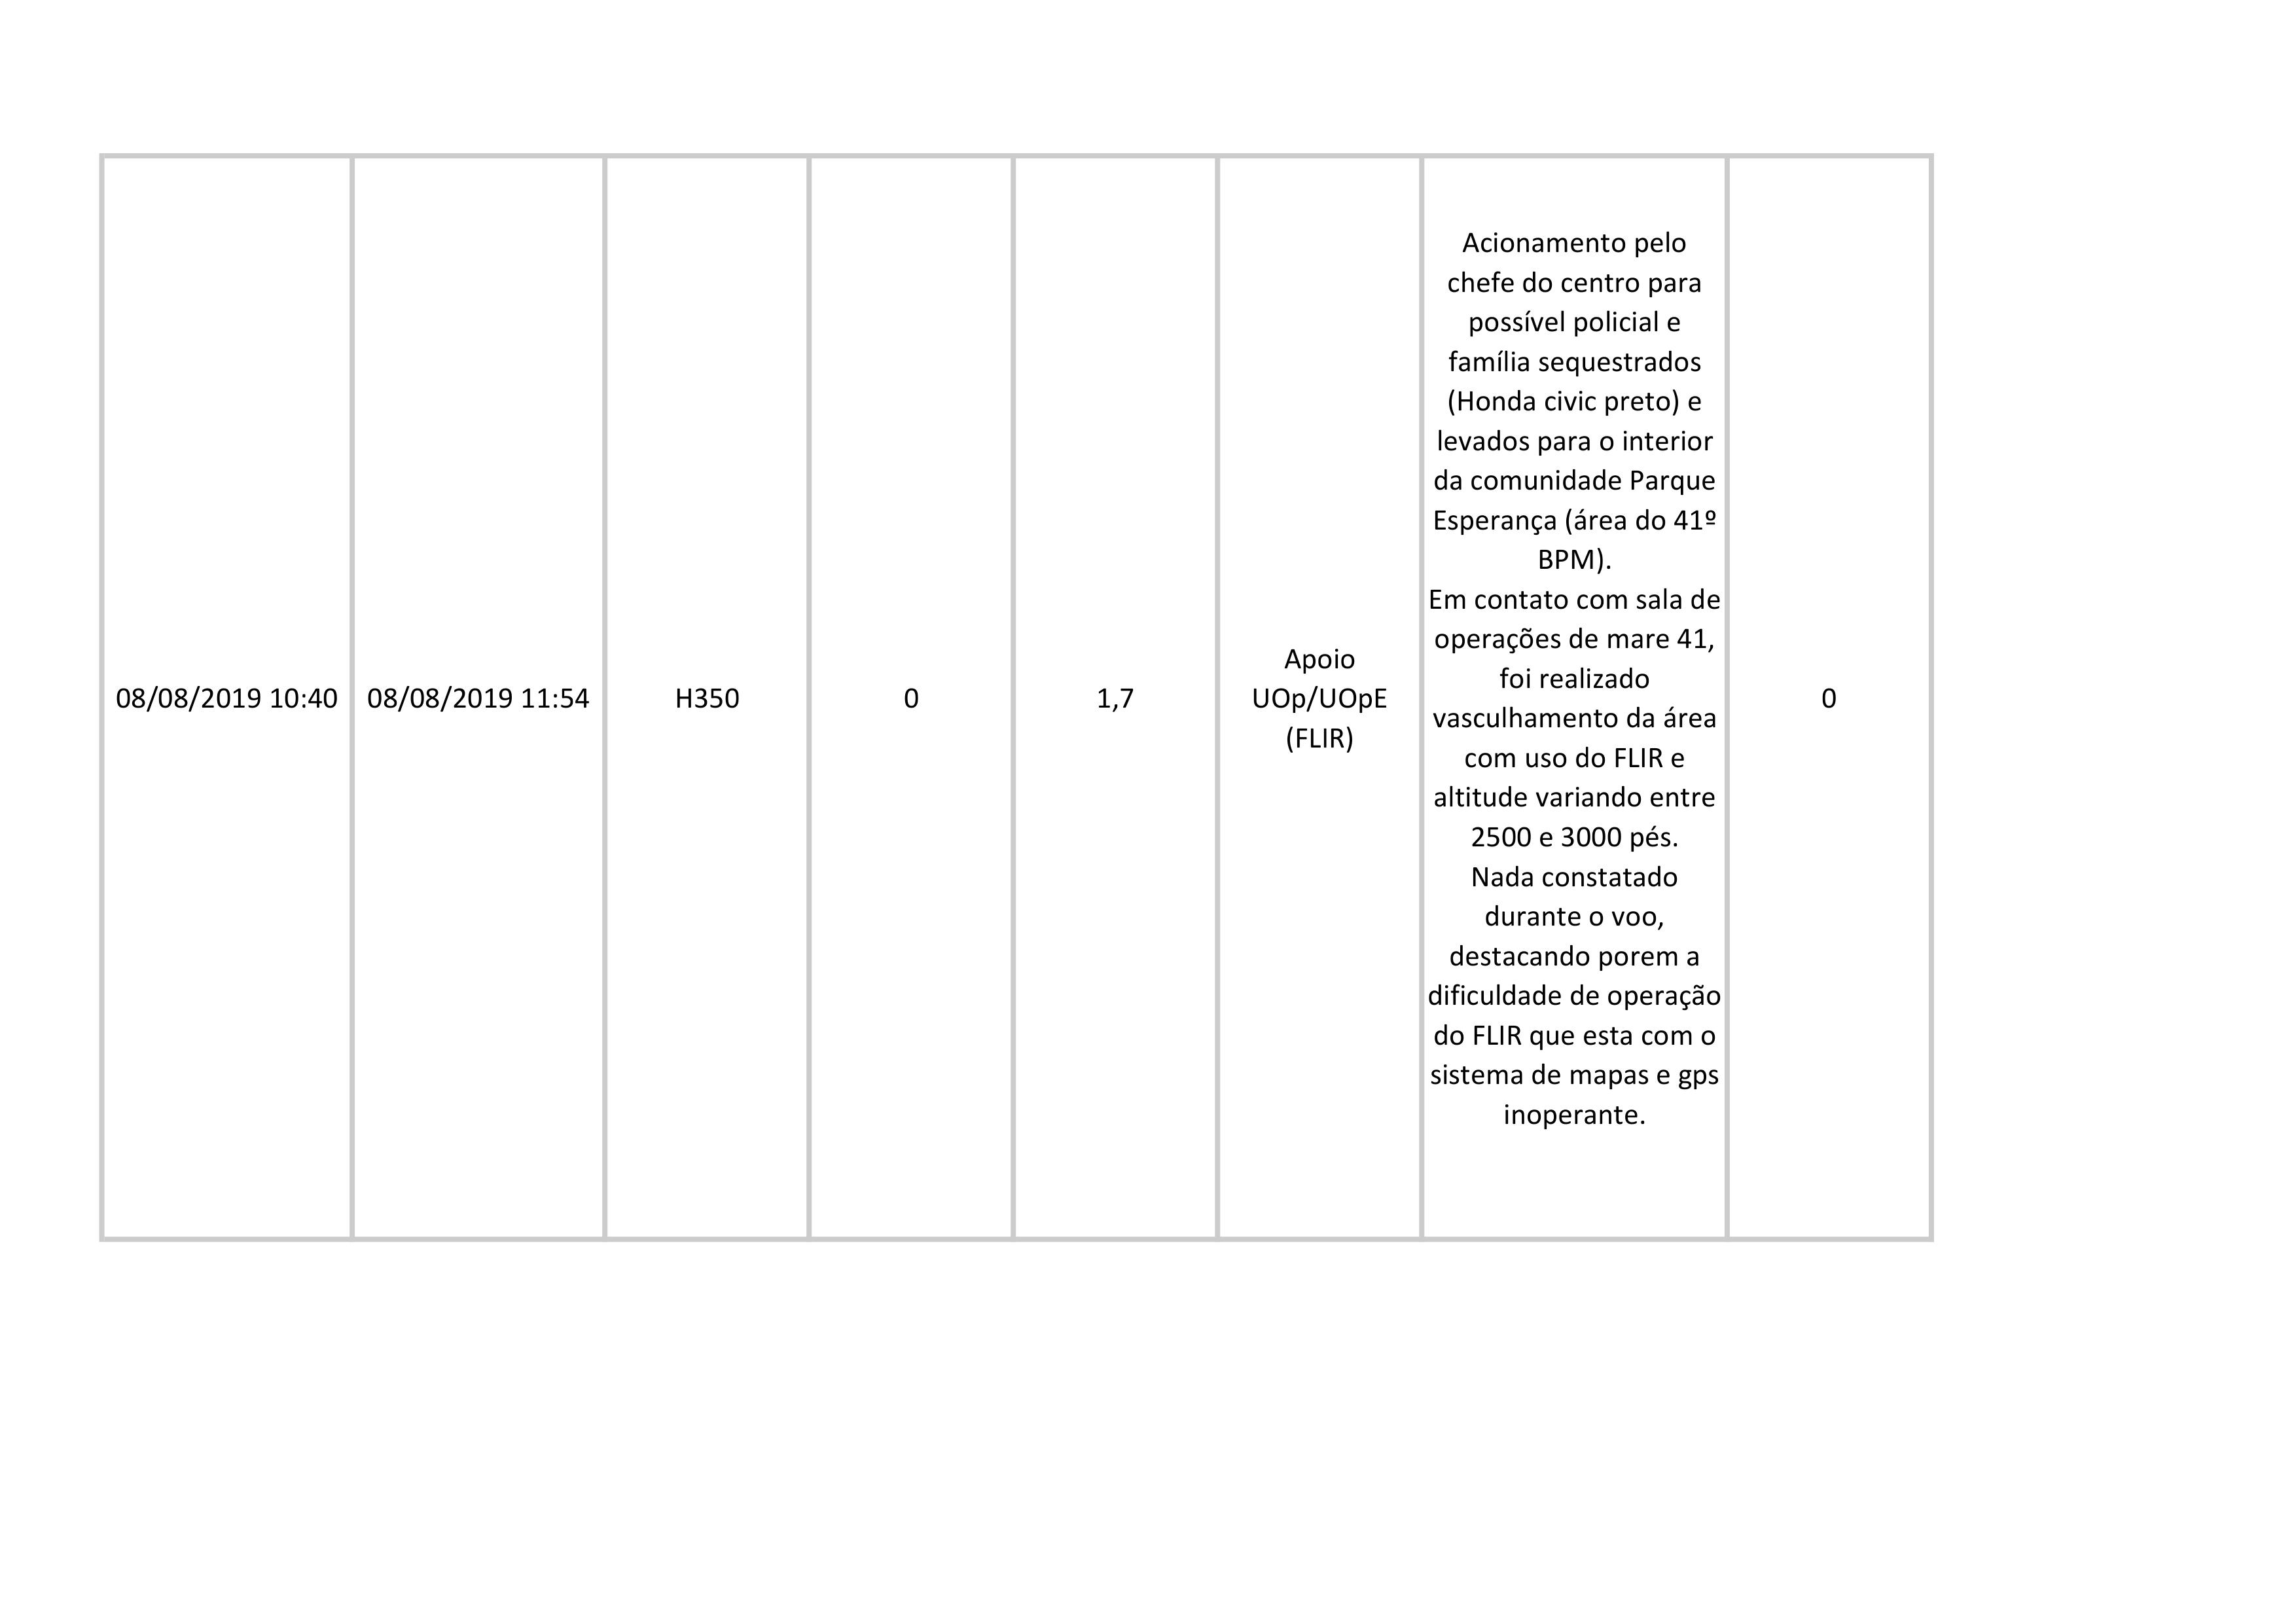 08/08/2019 10:40
08/08/2019 11:54
H350
0
1,7
Apoio
UOp/UOpE
(FLIR)
Acionamento pelo
chefe do centro para
possível policial e
família sequestrados
(Honda civic preto) e
levados para o interior
da comunidade Parque
Esperança (área do 41º
BPM).
Em contato com sala de
operações de mare 41,
foi realizado
vasculhamento da área
com uso do FLIR e
altitude variando entre
2500 e 3000 pés.
Nada constatado
durante o voo,
destacando porem a
dificuldade de operação
do FLIR que esta com o
sistema de mapas e gps
inoperante.
0